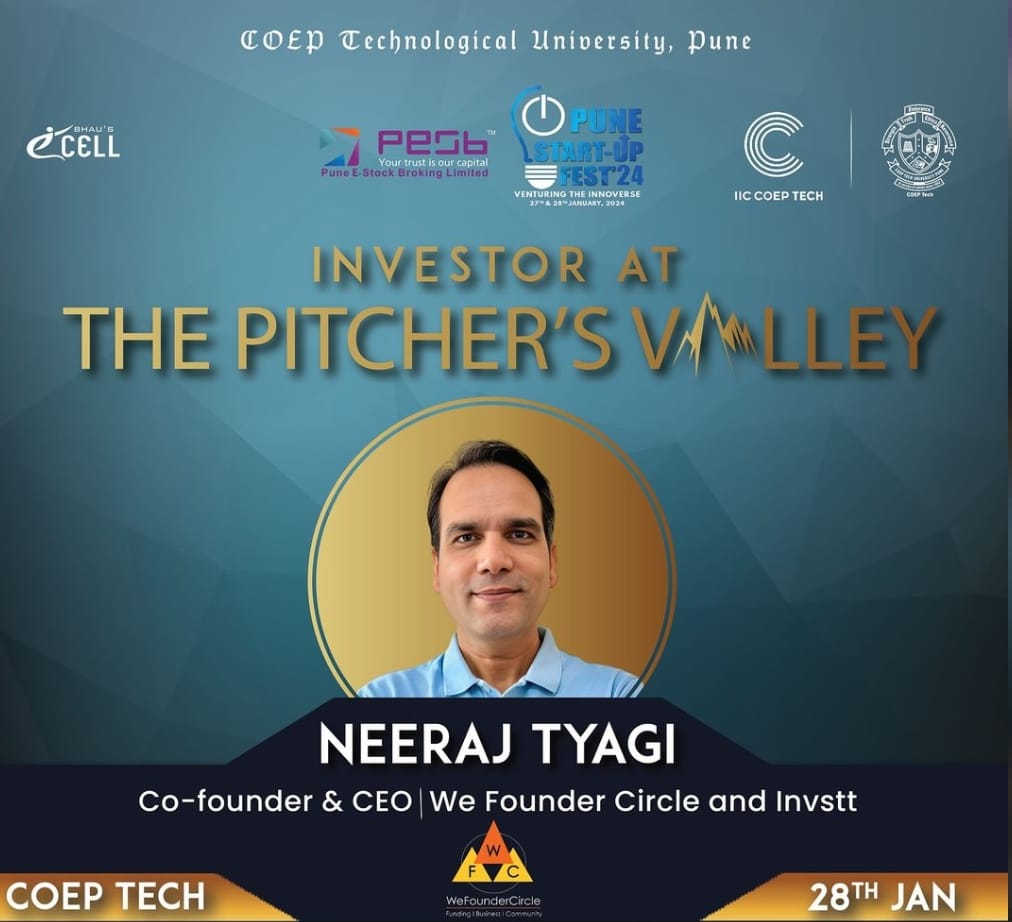 COEP Technological University, Pune
BHAU'S
eCELL
PESb™
Your trust is our capital
Pune E-Stock Broking Limited
PUNE
START-UP
FEST'24
VENTURING THE INNOVERSE
27TH & 28TH JANUARY, 2024
IIC COEP TECH
COEP Tech
INVESTOR AT
THE PITCHER'S VALLEY
NEERAJ TYAGI
Co-founder & CEO|We Founder Circle and Invstt
W
F C
WeFounderCircle
Funding | Business | Community
COEP TECH
28TH JAN